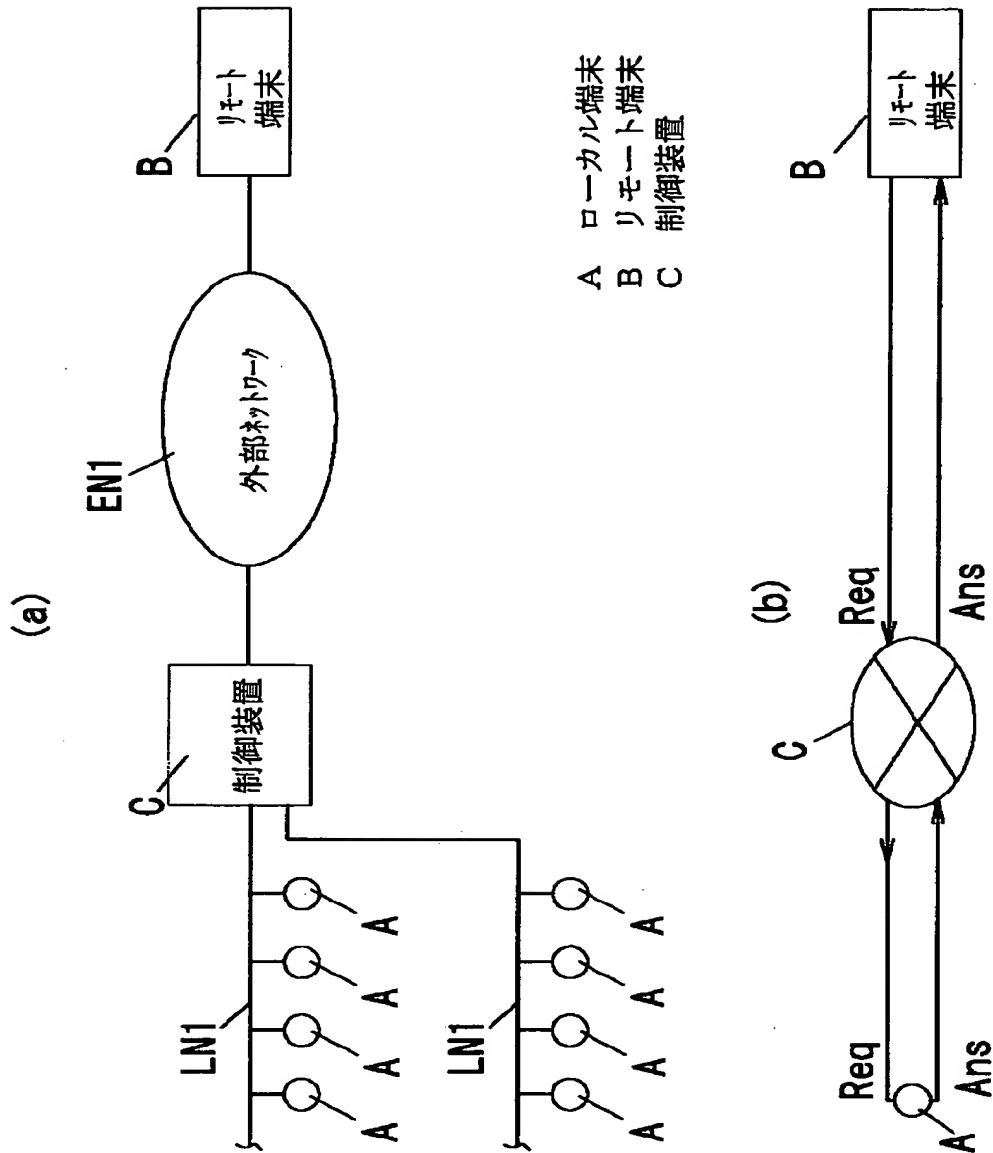 (a)
EN1
B
C
制御装置
外部ネットワーク
リモート
端末
LN1
A
A
A
A
LN1
A
A
A
A
A ローカル端末
B リモート端末
C 制御装置
(b)
B
C
Req
Req
リモート
端末
Ans
Ans
A